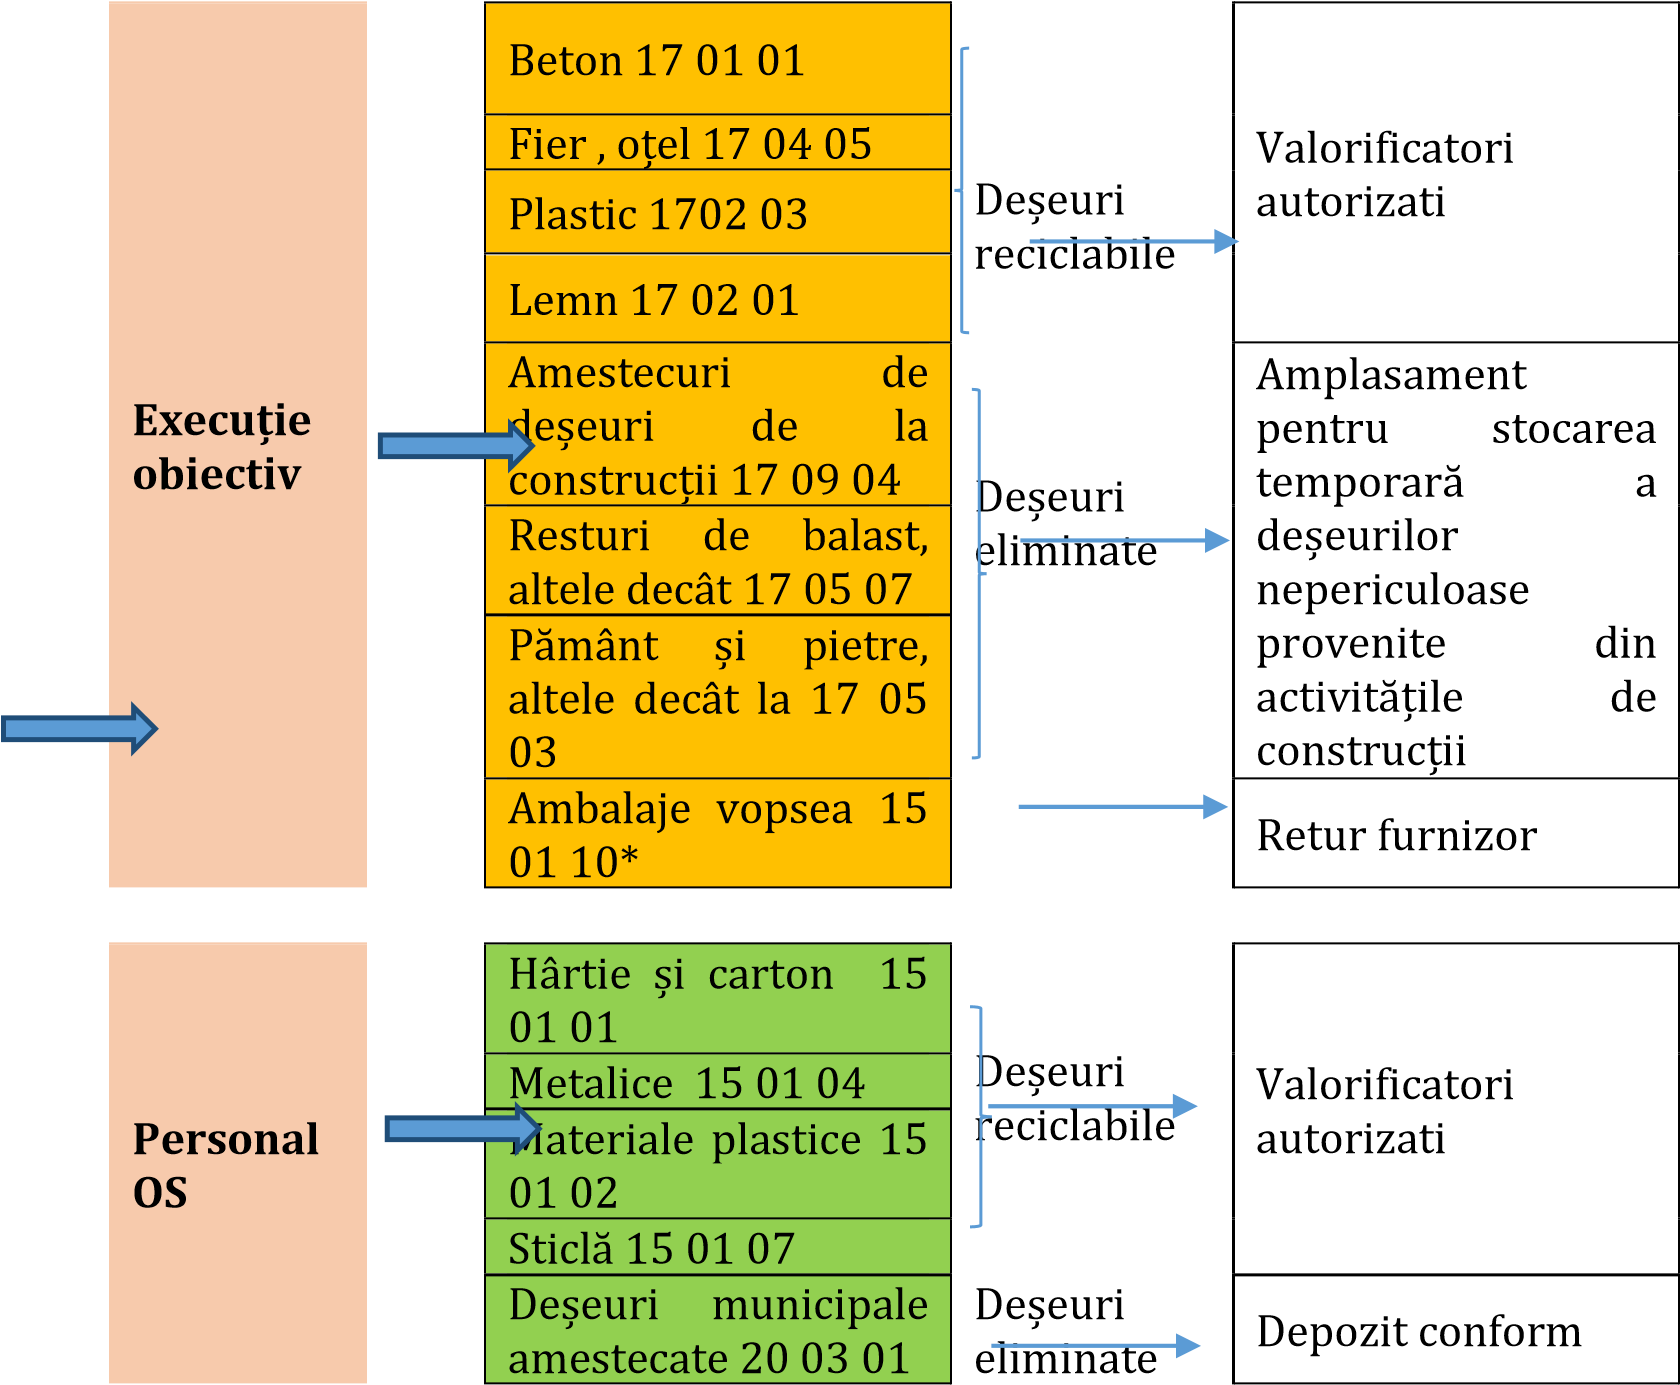 Execuție
obiectiv
Beton 17 01 01
Fier , oțel 17 04 05
Plastic 1702 03
Lemn 17 02 01
Amestecuri de
deșeuri de la
construcții 17 09 04
Resturi de balast,
altele decât 17 05 07
Pământ și pietre,
altele decât la 17 05
03
Ambalaje vopsea 15
01 10*
Deșeuri
reciclabile
Deșeuri
eliminate
Valorificatori
autorizati
Amplasament
pentru stocarea
temporară a
deșeurilor
nepericuloase
provenite din
activitățile de
construcții
Retur furnizor
Personal
OS
Hârtie și carton 15
01 01
Metalice 15 01 04
Materiale plastice 15
01 02
Sticlă 15 01 07
Deșeuri municipale
amestecate 20 03 01
Deșeuri
reciclabile
Deșeuri
eliminate
Valorificatori
autorizati
Depozit conform